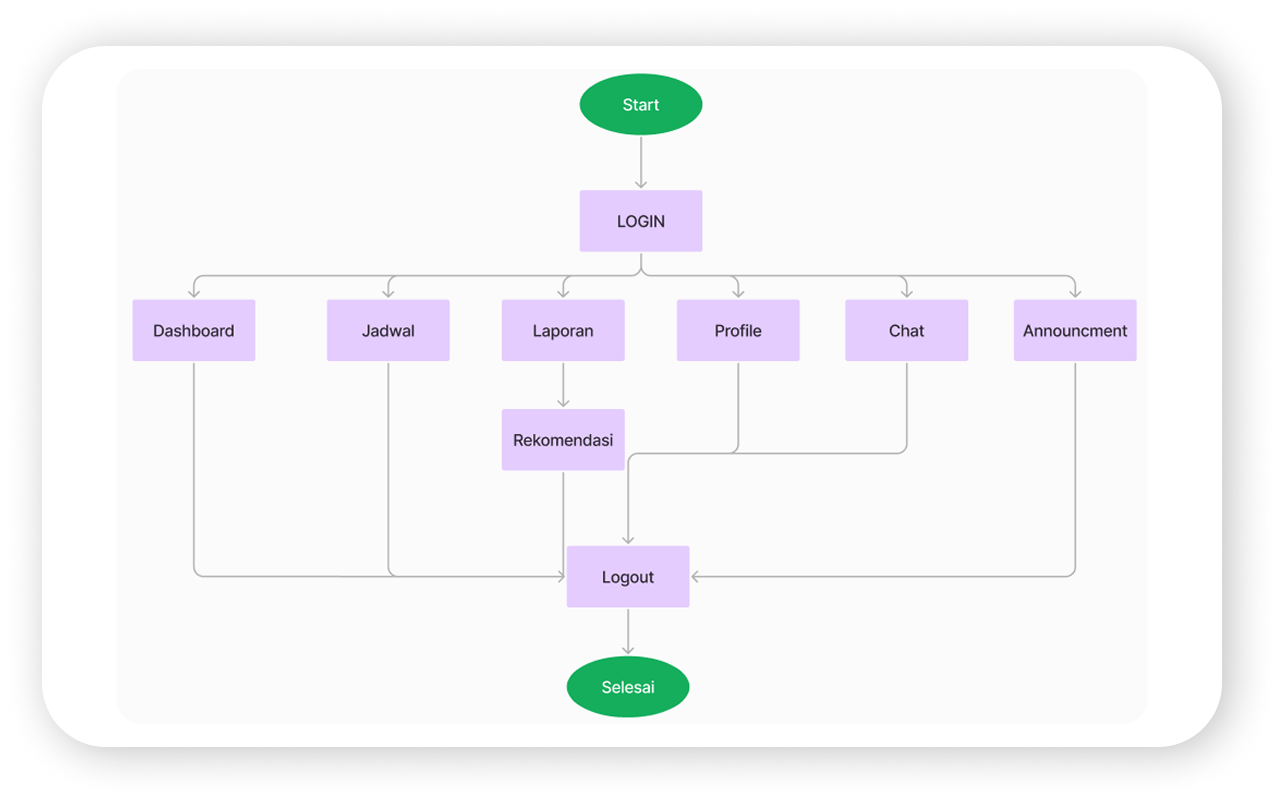 Start
LOGIN
Dashboard
Jadwal
Laporan
Profile
Chat
Announcment
Rekomendasi
Logout
Selesai